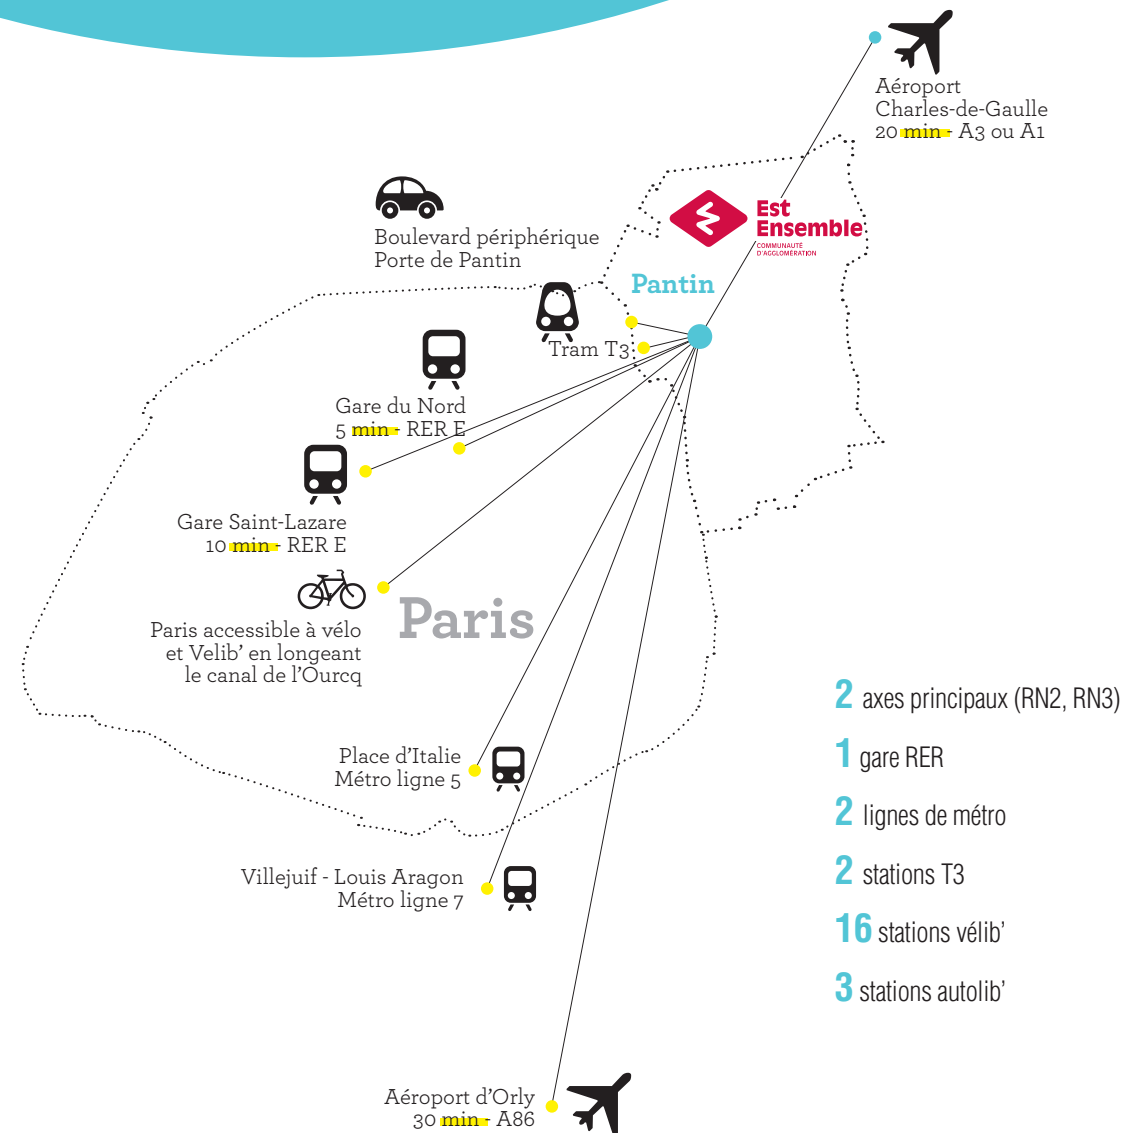 Aéroport
Charles-de-Gaulle
20 min - A3 ou A1
Est
Ensemble
COMMUNAUTÉ
D'AGGLOMÉRATION
Boulevard périphérique
Porte de Pantin
Pantin
Tram T3
Gare du Nord
5 min - RER E
Gare Saint-Lazare
10 min - RER E
Paris
Paris accessible à vélo
et Velib’ en longeant
le canal de l’Ourcq
Place d’Italie
Métro ligne 5
Villejuif - Louis Aragon
Métro ligne 7
Aéroport d’Orly
30 min - A86
2 axes principaux (RN2, RN3)
1 gare RER
2 lignes de métro
2 stations T3
16 stations vélib’
3 stations autolib’